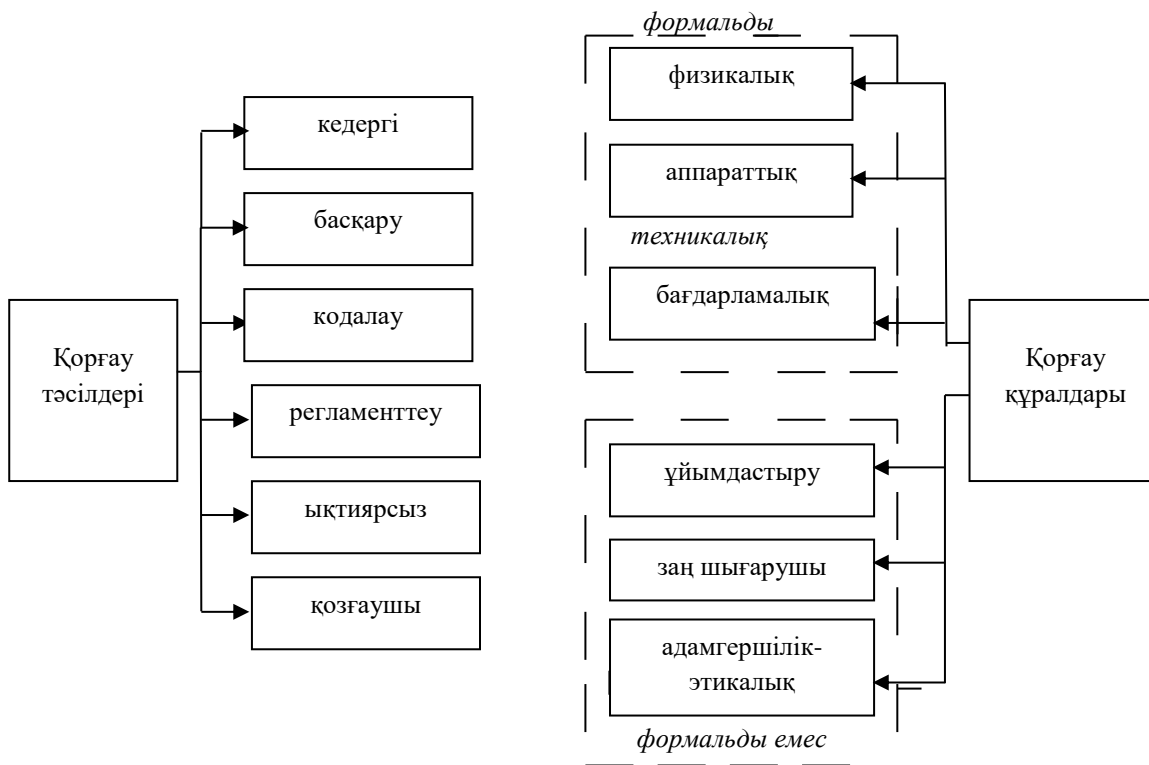 Қорғау
тәсілдері
кедергі
басқару
кодалау
регламенттеу
ықтиярсыз
қозғаушы
формальды
физикалық
аппараттық
техникалық
бағдарламалық
ұйымдастыру
заң шығарушы
адамгершілік-
этикалық
формальды емес
Қорғау
құралдары